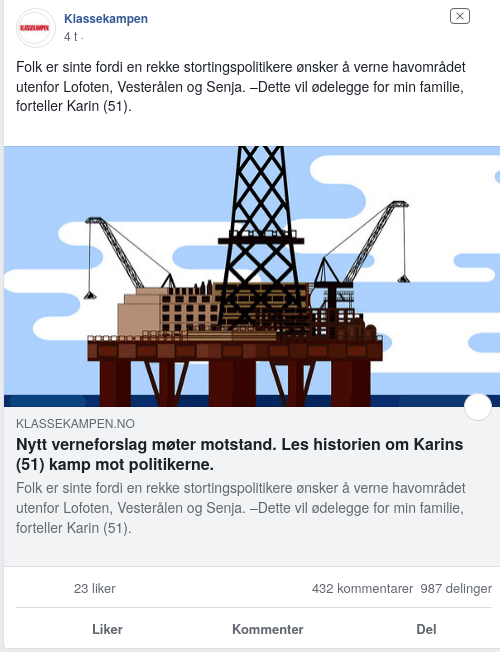 KLASSEKAMPEN
Klassekampen
4 t ·
Folk er sinte fordi en rekke stortingspolitikere ønsker å verne havområdet
utenfor Lofoten, Vesterålen og Senja. –Dette vil ødelegge for min familie,
forteller Karin (51).
KLASSEKAMPEN.NO
Nytt verneforslag møter motstand. Les historien om Karins
(51) kamp mot politikerne.
Folk er sinte fordi en rekke stortingspolitikere ønsker å verne havområdet
utenfor Lofoten, Vesterålen og Senja. –Dette vil ødelegge for min familie,
forteller Karin (51).
23 liker 432 kommentarer 987 delinger
Liker Kommenter Del